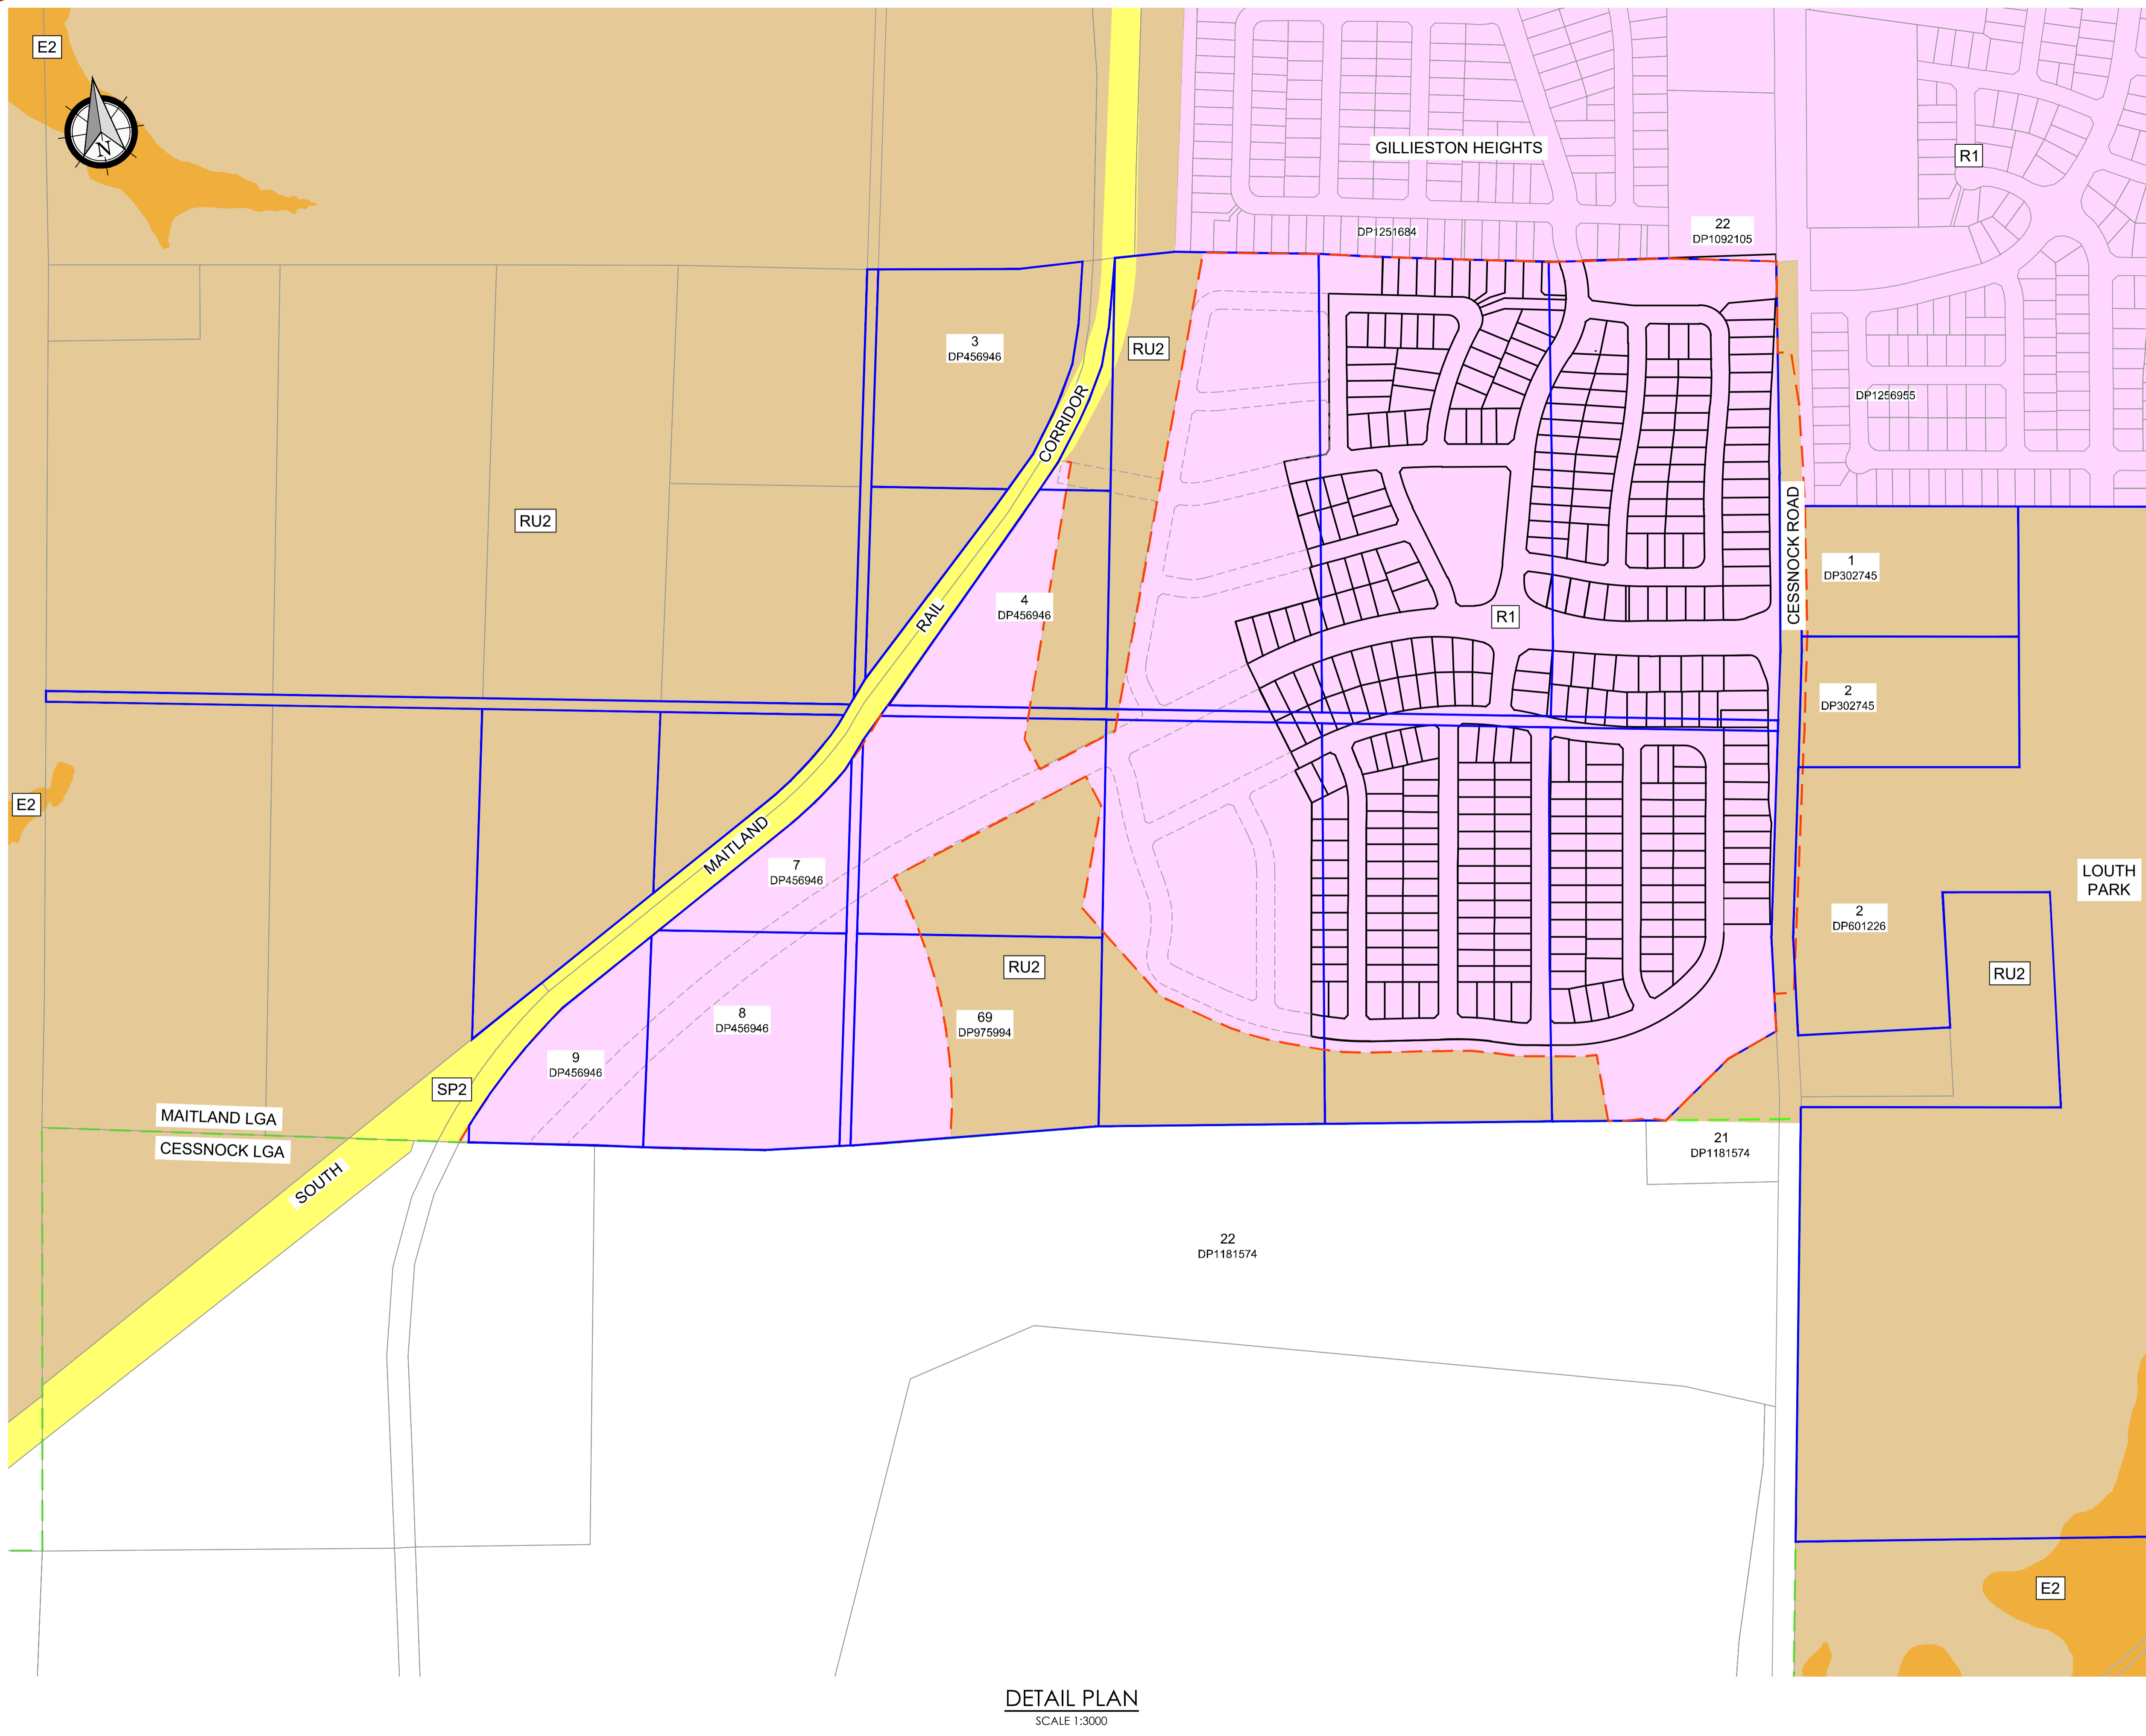 E2
N
GILLIESTON HEIGHTS
R1
22
DP1092105
DP1251684
3
DP456946
RU2
CORRIDOR
DP1256955
RU2
CESSNOCK ROAD
1
DP302745
4
DP456946
RAIL
R1
2
DP302745
E2
MAITLAND
7
DP456946
LOUTH
PARK
2
DP601226
RU2
RU2
8
DP456946
69
DP975994
9
DP456946
SP2
MAITLAND LGA
CESSNOCK LGA
SOUTH
21
DP1181574
22
DP1181574
E2
DETAIL PLAN
SCALE 1:3000